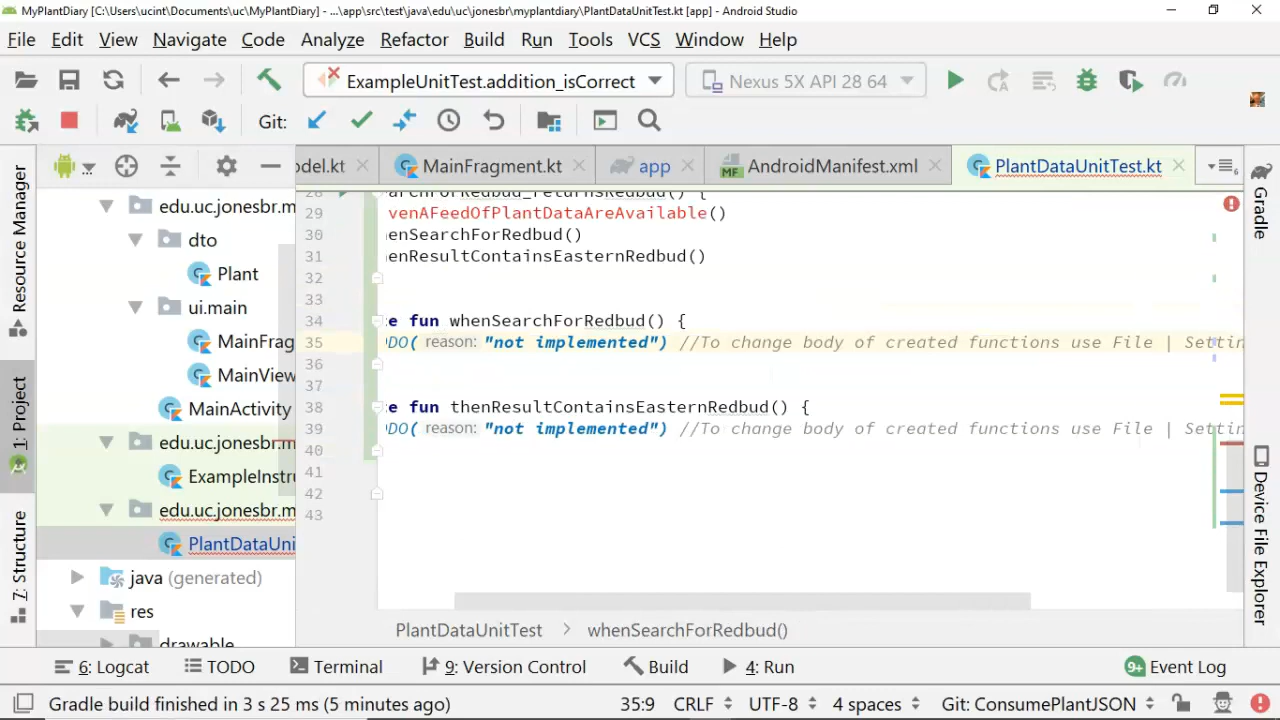 MyPlantDiary [C:\Users\ucint\Documents\uc\MyPlantDiary] - ...\app\src\test\java\edu\uc\jonesbr\myplantdiary\PlantDataUnitTest.kt [app] - Android Studio
File Edit View Navigate Code Analyze Refactor Build Run Tools VCS Window Help
ExampleUnitTest.addition_isCorrect Nexus 5X API 28 64
Git:
odel.kt MainFragment.kt app AndroidManifest.xml PlantDataUnitTest.kt
Resource Manager
1: Project
7: Structure
edu.uc.jonesbr.m
dto
Plant
ui.main
MainFrag
MainView
MainActivity
edu.uc.jonesbr.m
ExampleInstru
edu.uc.jonesbr.m
PlantDataUni
java (generated)
res
drawable
28 earchForRedbud_returnsRedbud() {
29 venAFeedOfPlantDataAreAvailable()
30 henSearchForRedbud()
31 henResultContainsEasternRedbud()
32
33
34 e fun whenSearchForRedbud() {
35 DO( reason: "not implemented") //To change body of created functions use File | Settin
36
37
38 e fun thenResultContainsEasternRedbud() {
39 DO( reason: "not implemented") //To change body of created functions use File | Settin
40
41
42
43
PlantDataUnitTest > whenSearchForRedbud()
Gradle
Device File Explorer
6: Logcat TODO Terminal 9: Version Control Build 4: Run 9+ Event Log
Gradle build finished in 3 s 25 ms (5 minutes ago) 35:9 CRLF UTF-8 4 spaces Git: ConsumePlantJSON